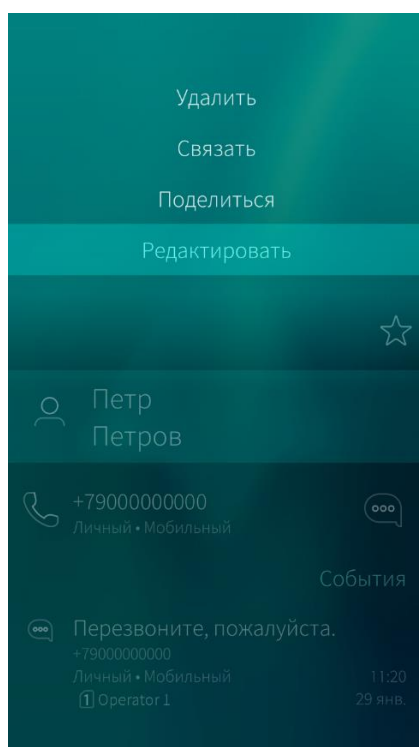 Удалить
Связать
Поделиться
Редактировать
Петр
Петров
+79000000000
Личный • Мобильный
События
Перезвоните, пожалуйста.
+79000000000
Личный • Мобильный 11:20
1 Operator 1 29 янв.